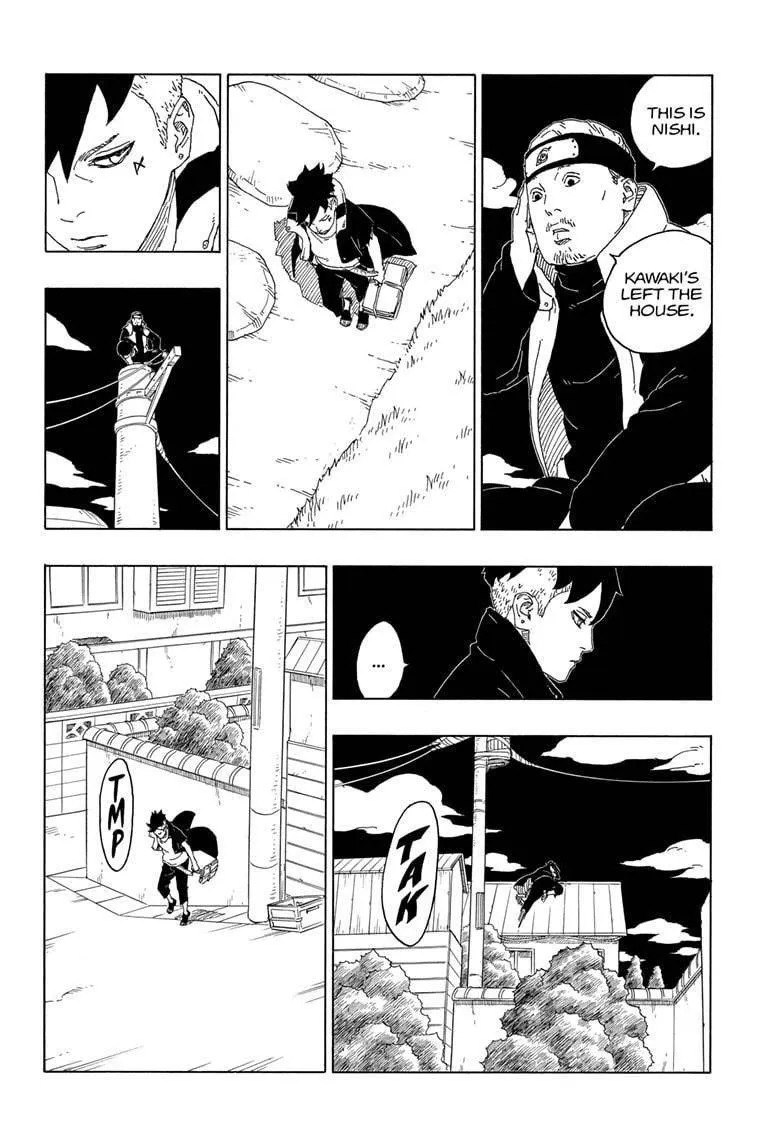 THIS IS
NISHI.
KAWAKI'S
LEFT THE
HOUSE.
...
TAK
TMP